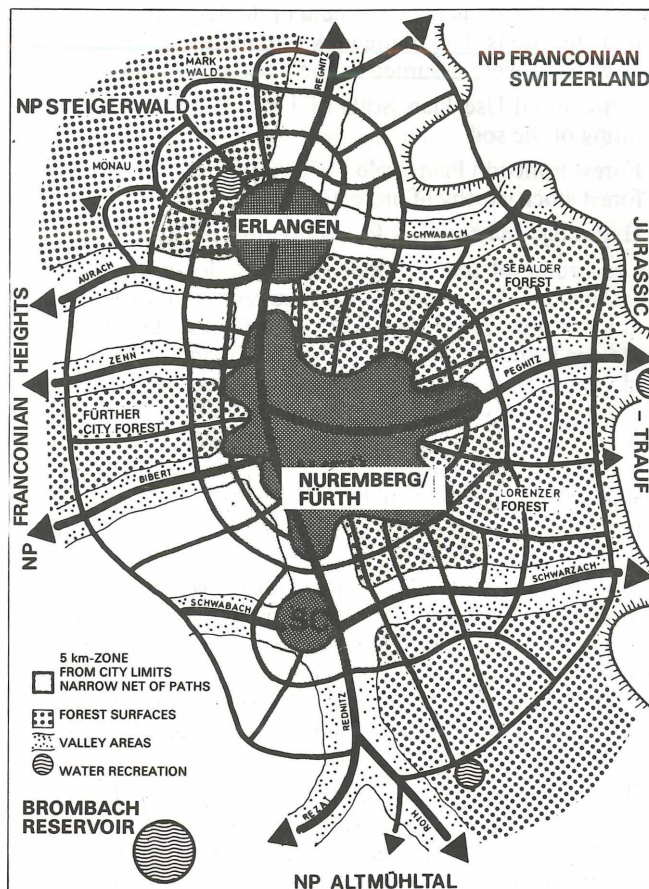 NP FRANCONIAN
SWITZERLAND
MARK
WALD
REGNITZ
NP STEIGERWALD
MÖNAU
ERLANGEN
SCHWABACH
SEBALDER
FOREST
JURASSIC
- TRAUF
AURACH
ZENN
PEGNITZ
NP FRANCONIAN HEIGHTS
FÜRTHER
CITY FOREST
BIBERT
NUREMBERG/
FÜRTH
LORENZER
FOREST
SCHWARZACH
SCHWABACH
SC
5 km-ZONE
FROM CITY LIMITS
NARROW NET OF PATHS
FOREST SURFACES
VALLEY AREAS
WATER RECREATION
REDNITZ
REZAT
ROTH
BROMBACH
RESERVOIR
NP ALTMÜHLTAL